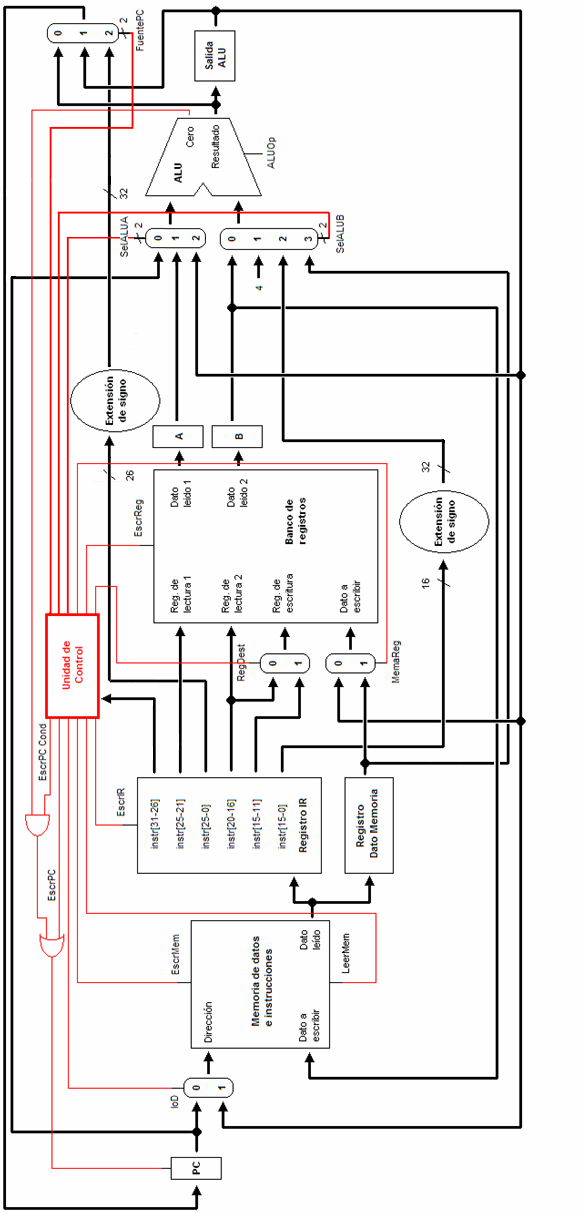 PC
IoD
0
1
Dirección
Memoria de datos
e instrucciones
Dato a
escribir
Dato
leído
EscrMem
LeerMem
EscrPC
EscrPC Cond
Unidad de
Control
EscrIR
instr[31-26]
instr[25-21]
instr[25-0]
instr[20-16]
instr[15-11]
instr[15-0]
Registro IR
Registro
Dato Memoria
RegDest
0
1
MemaReg
0
1
EscrReg
Reg. de
lectura 1
Reg. de
lectura 2
Reg. de
escritura
Dato a
escribir
Dato
leído 1
Dato
leído 2
Banco de
registros
A
B
26
Extensión
de signo
32
16
Extensión
de signo
32
SelALUA
2
0
1
2
4
0
1
2
3
2
SelALUB
ALU
Cero
Resultado
ALUOp
Salida
ALU
0
1
2
2
FuentePC